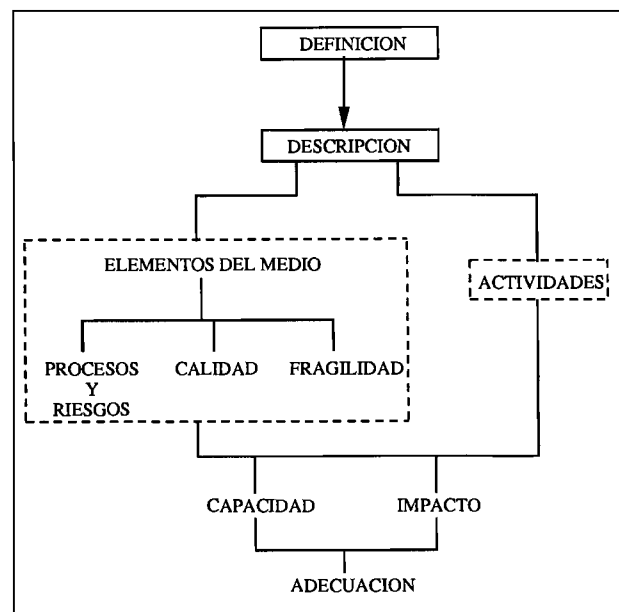 DEFINICION
DESCRIPCION
ELEMENTOS DEL MEDIO
ACTIVIDADES
PROCESOS
Y
RIESGOS
CALIDAD
FRAGILIDAD
CAPACIDAD
IMPACTO
ADECUACION